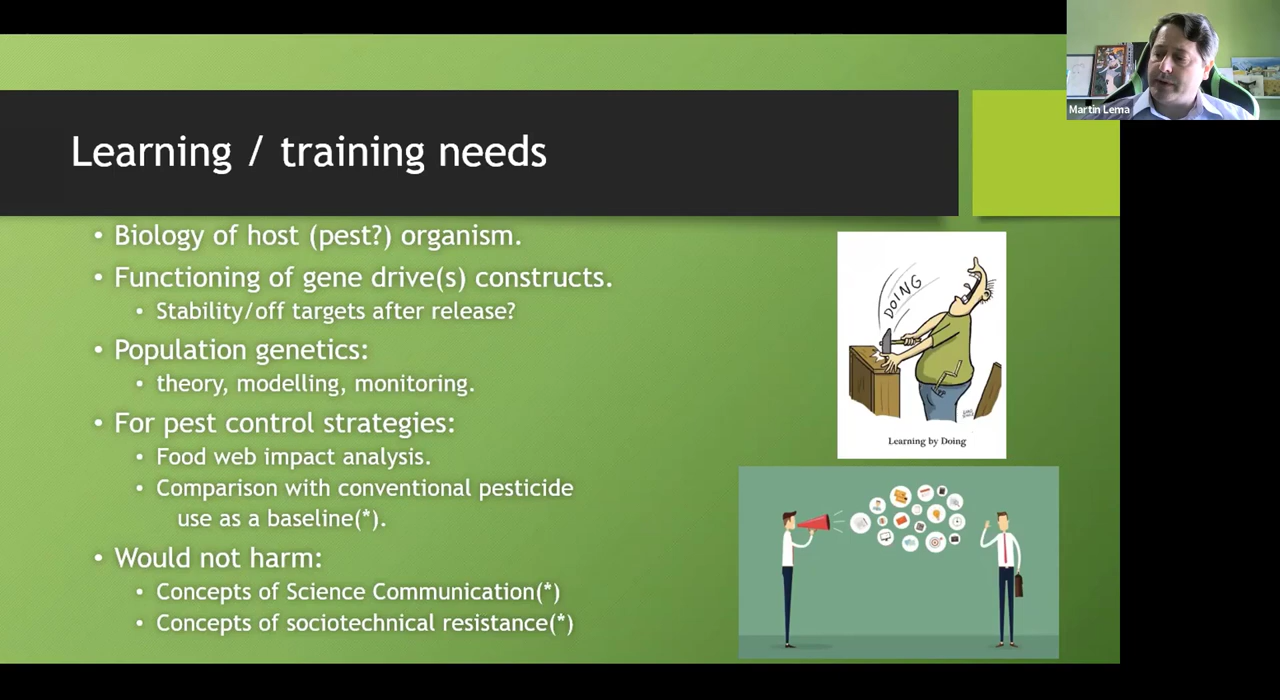 Martin Lema
Learning / training needs
• Biology of host (pest?) organism.
• Functioning of gene drive(s) constructs.
• Stability/off targets after release?
• Population genetics:
• theory, modelling, monitoring.
• For pest control strategies:
• Food web impact analysis.
• Comparison with conventional pesticide
use as a baseline(*).
• Would not harm:
• Concepts of Science Communication(*)
• Concepts of sociotechnical resistance(*)
DOING
Learning by Doing